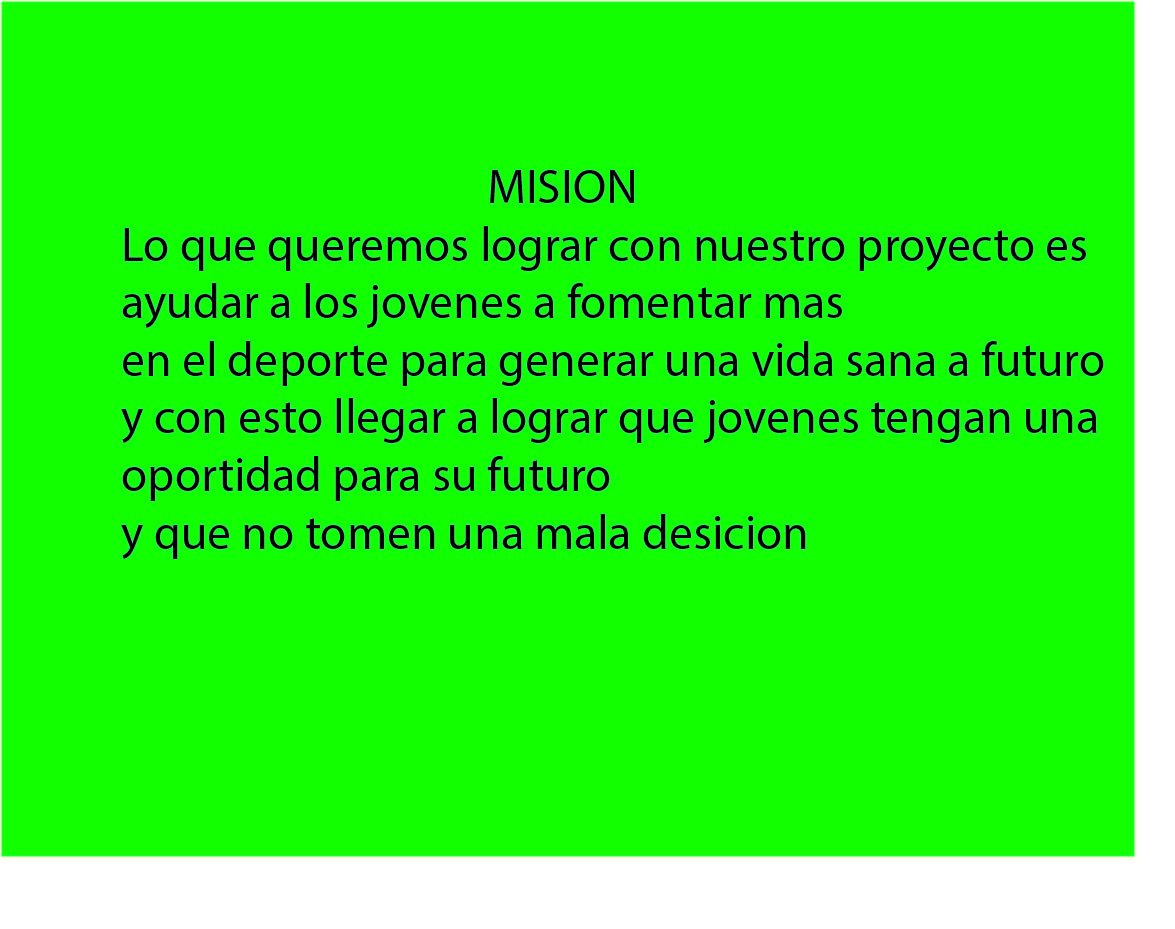 MISION
Lo que queremos lograr con nuestro proyecto es
ayudar a los jovenes a fomentar mas
en el deporte para generar una vida sana a futuro
y con esto llegar a lograr que jovenes tengan una
oportidad para su futuro
y que no tomen una mala desicion